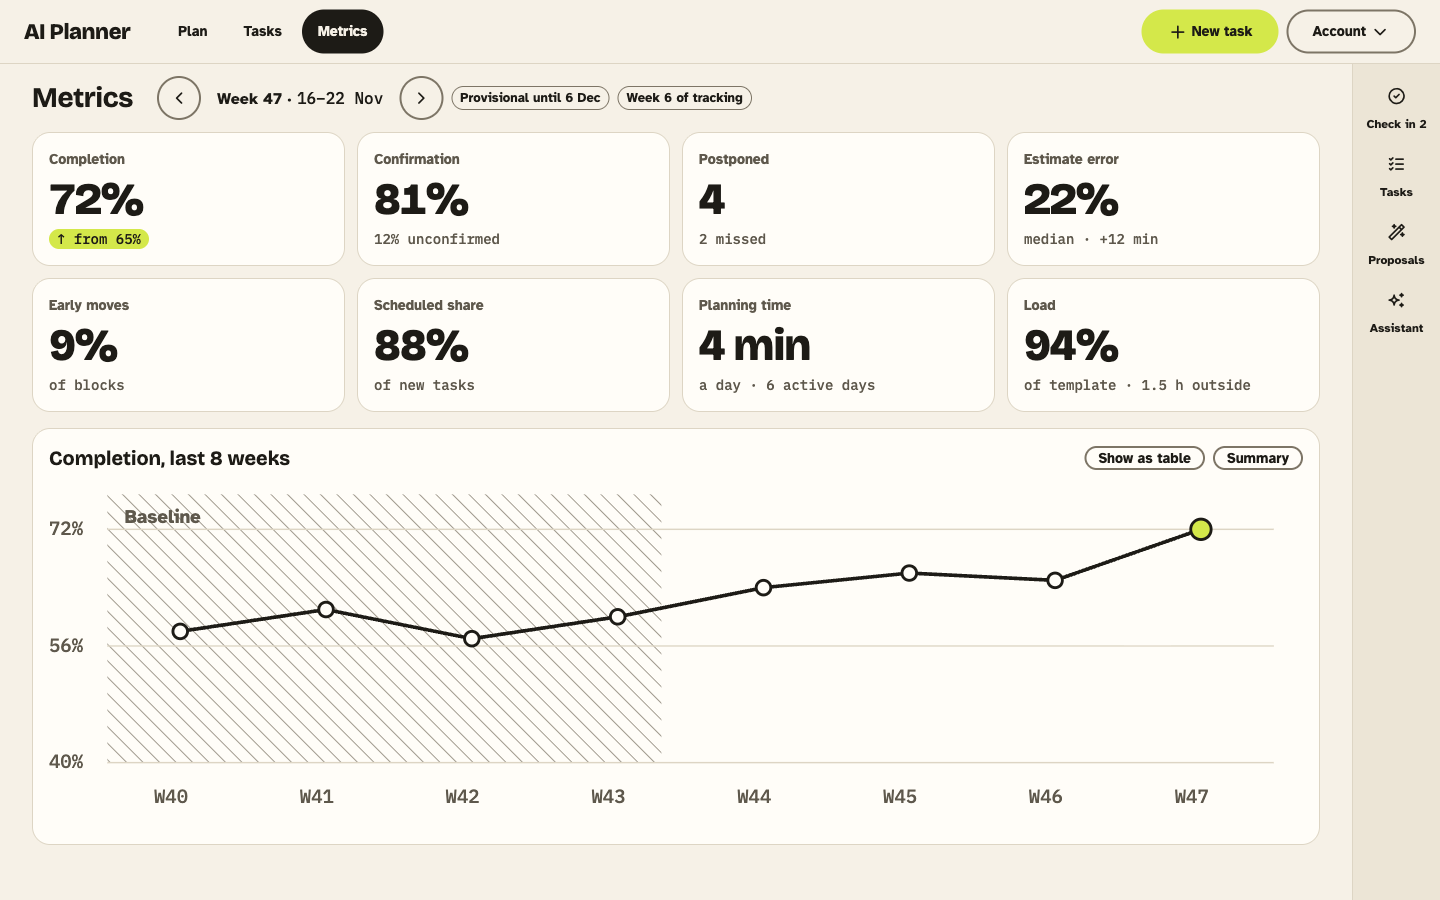 AI Planner
Plan
Tasks
Metrics
New task
Account
Metrics
Week 47 · 16–22 Nov
Provisional until 6 Dec
Week 6 of tracking
Check in 2
Tasks
Proposals
Assistant
Completion
72%
↑ from 65%
Confirmation
81%
12% unconfirmed
Postponed
4
2 missed
Estimate error
22%
median · +12 min
Early moves
9%
of blocks
Scheduled share
88%
of new tasks
Planning time
4 min
a day · 6 active days
Load
94%
of template · 1.5 h outside
Completion, last 8 weeks
Show as table
Summary
Baseline
72%
56%
40%
W40
W41
W42
W43
W44
W45
W46
W47